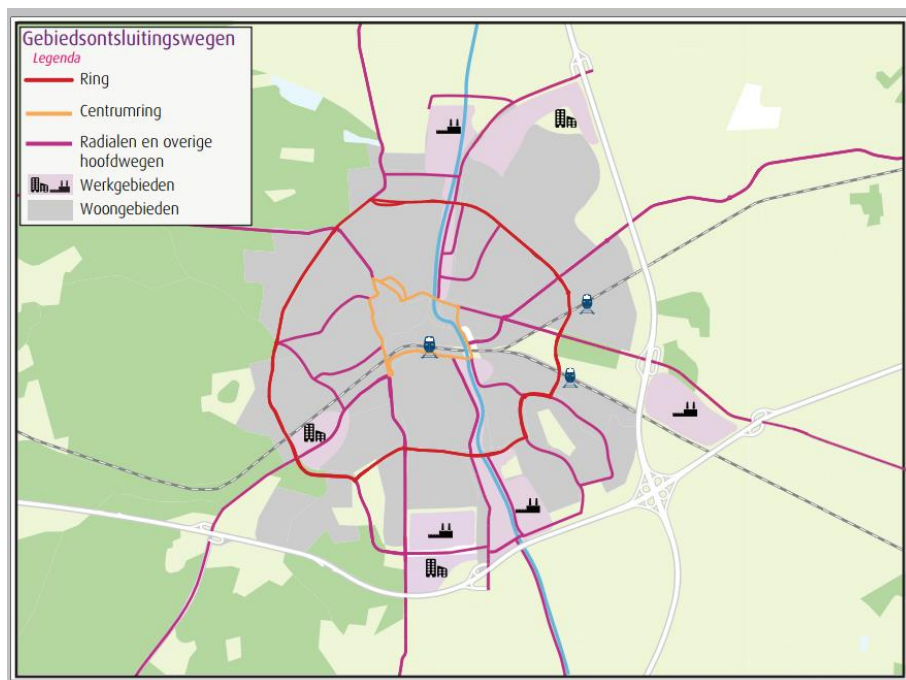 Gebiedsontsluitingswegen
Legenda
Ring
Centrumring
Radialen en overige
hoofdwegen
Werkgebieden
Woongebieden